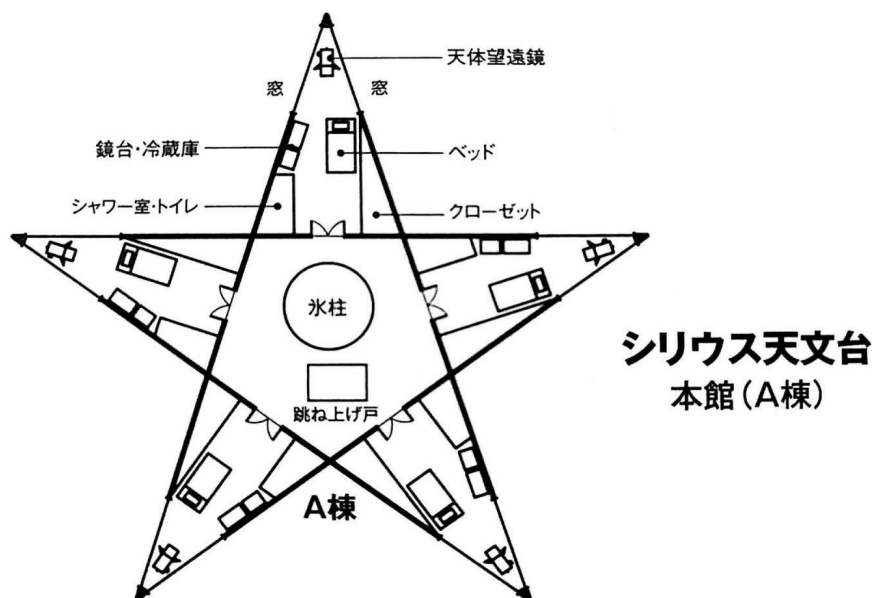 天体望遠鏡
窓
窓
鏡台・冷蔵庫
ベッド
シャワー室・トイレ
クローゼット
氷柱
シリウス天文台
本館（A棟）
跳ね上げ戸
A棟